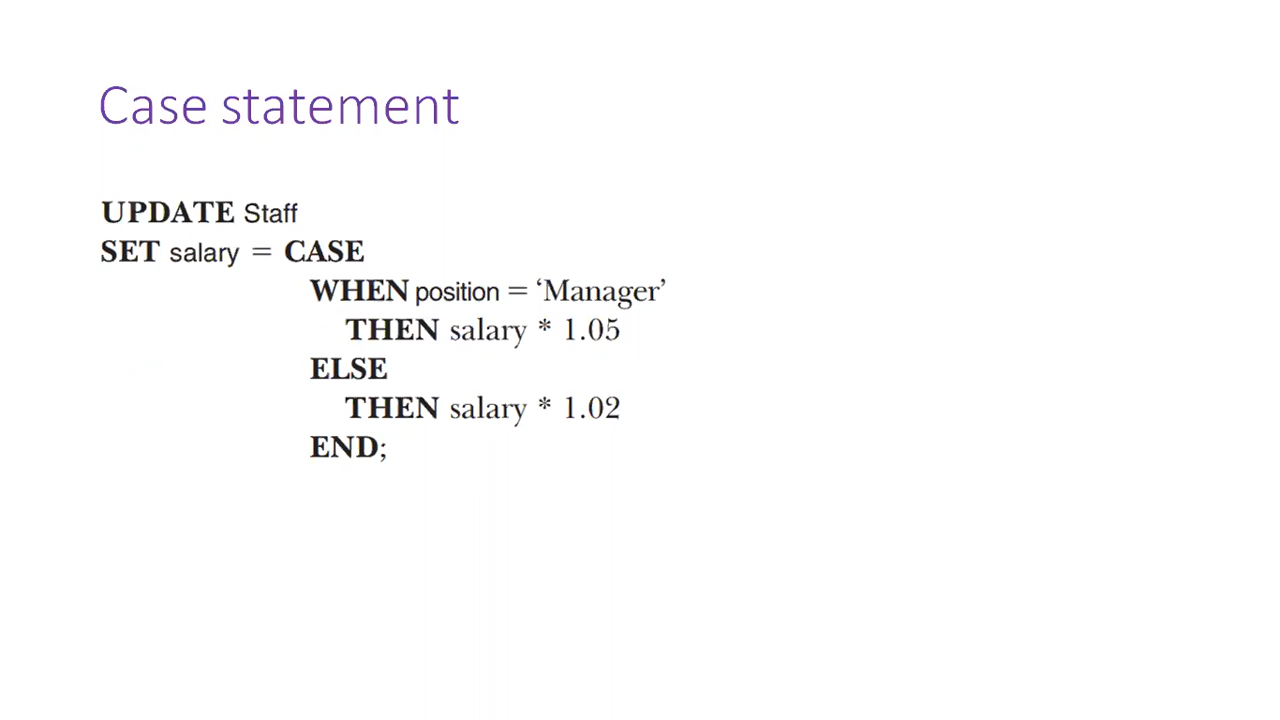 Case statement
UPDATE Staff
SET salary = CASE
WHEN position = ‘Manager’
THEN salary * 1.05
ELSE
THEN salary * 1.02
END;